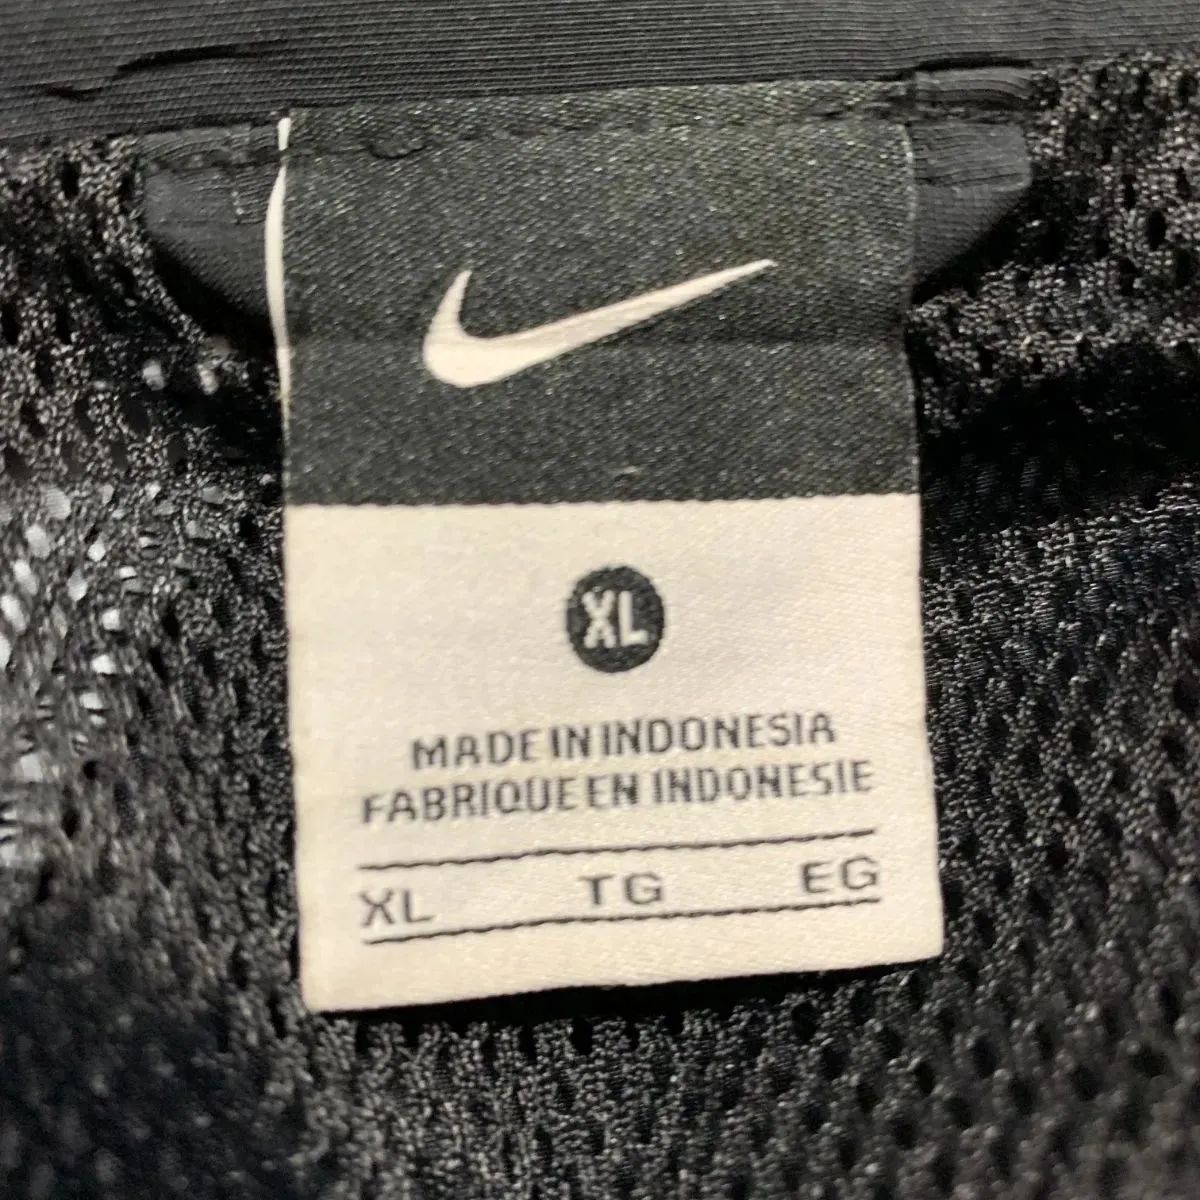 XL
MADE IN INDONESIA
FABRIQUE EN INDONESIE
XL TG EG